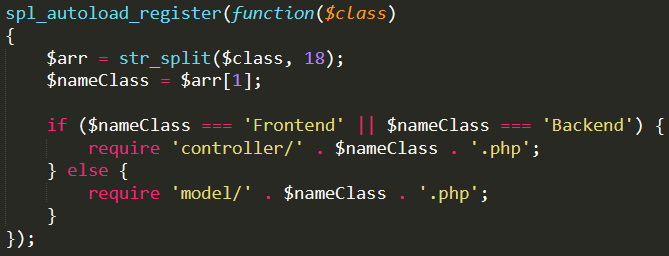 spl_autoload_register(function($class)
{
    $arr = str_split($class, 18);
    $nameClass = $arr[1];

    if ($nameClass === 'Frontend' || $nameClass === 'Backend') {
        require 'controller/' . $nameClass . '.php';
    } else {
        require 'model/' . $nameClass . '.php';
    }
});